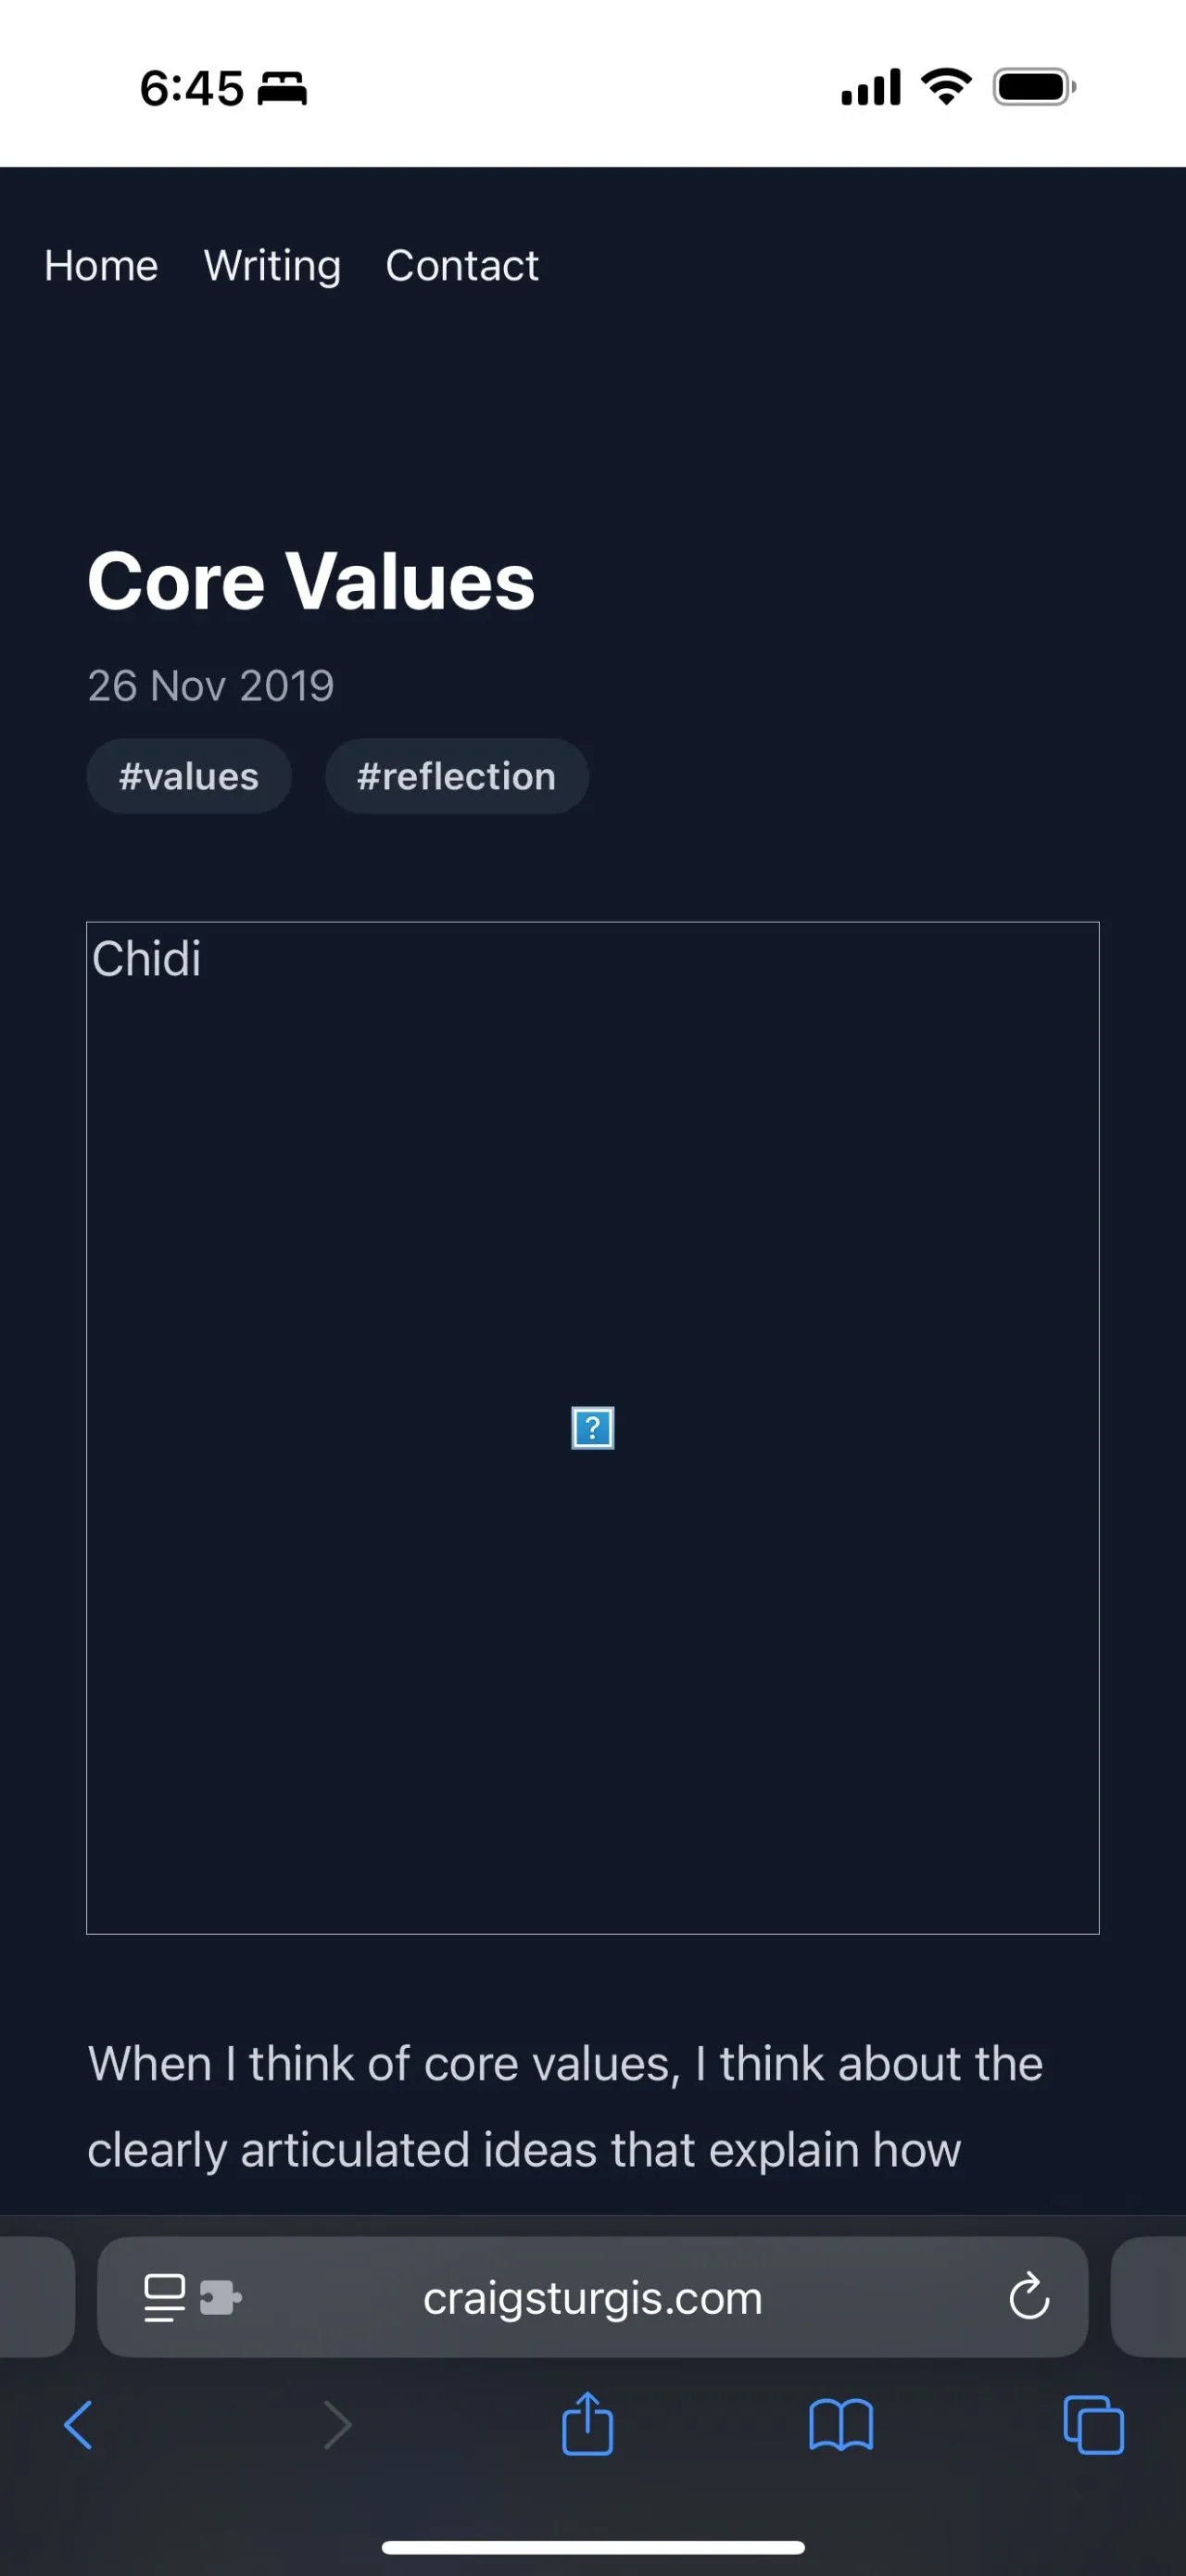 6:45
Home Writing Contact
Core Values
26 Nov 2019
#values #reflection
Chidi
?
When I think of core values, I think about the
clearly articulated ideas that explain how
craigsturgis.com